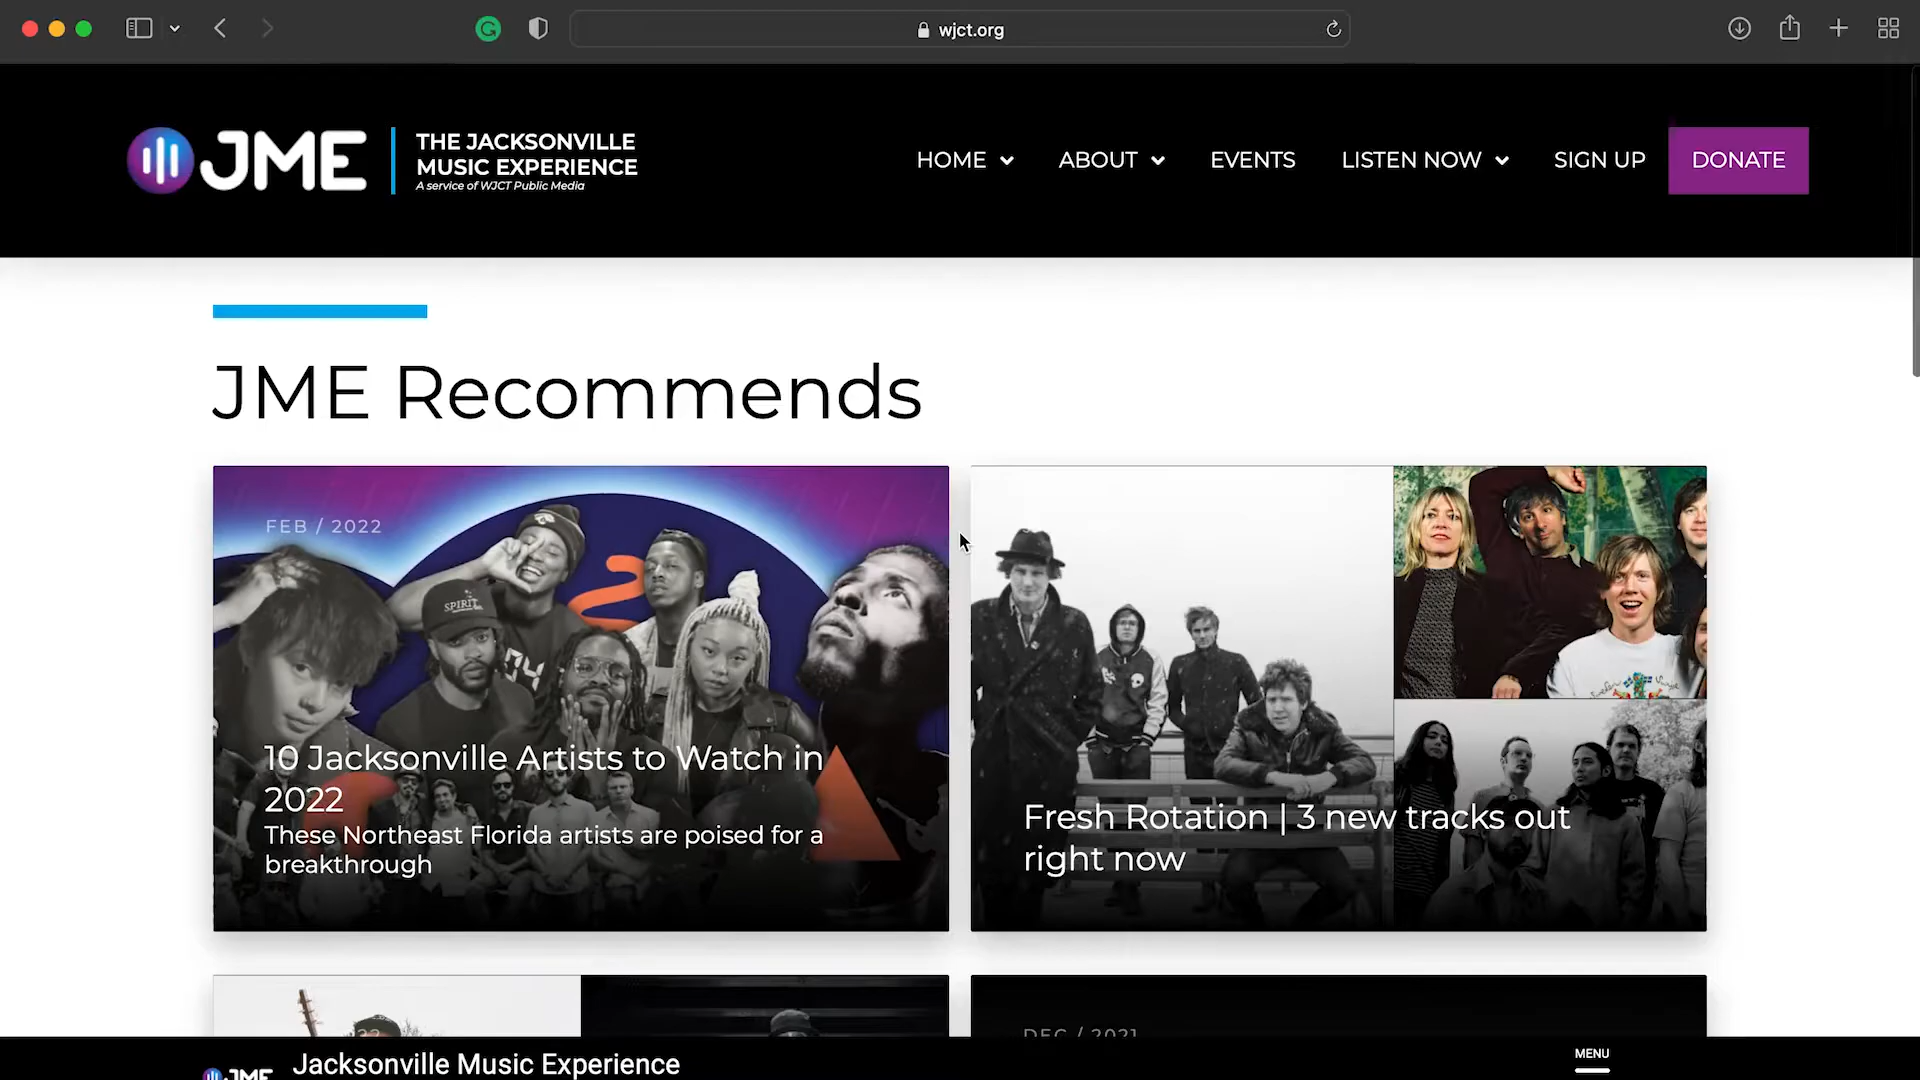 wjct.org
JME
THE JACKSONVILLE
MUSIC EXPERIENCE
A service of WJCT Public Media
HOME
ABOUT
EVENTS
LISTEN NOW
SIGN UP
DONATE
JME Recommends
FEB / 2022
SPIRIT
10 Jacksonville Artists to Watch in
2022
These Northeast Florida artists are poised for a
breakthrough
Fresh Rotation | 3 new tracks out
right now
DEC / 2021
JME
Jacksonville Music Experience
MENU